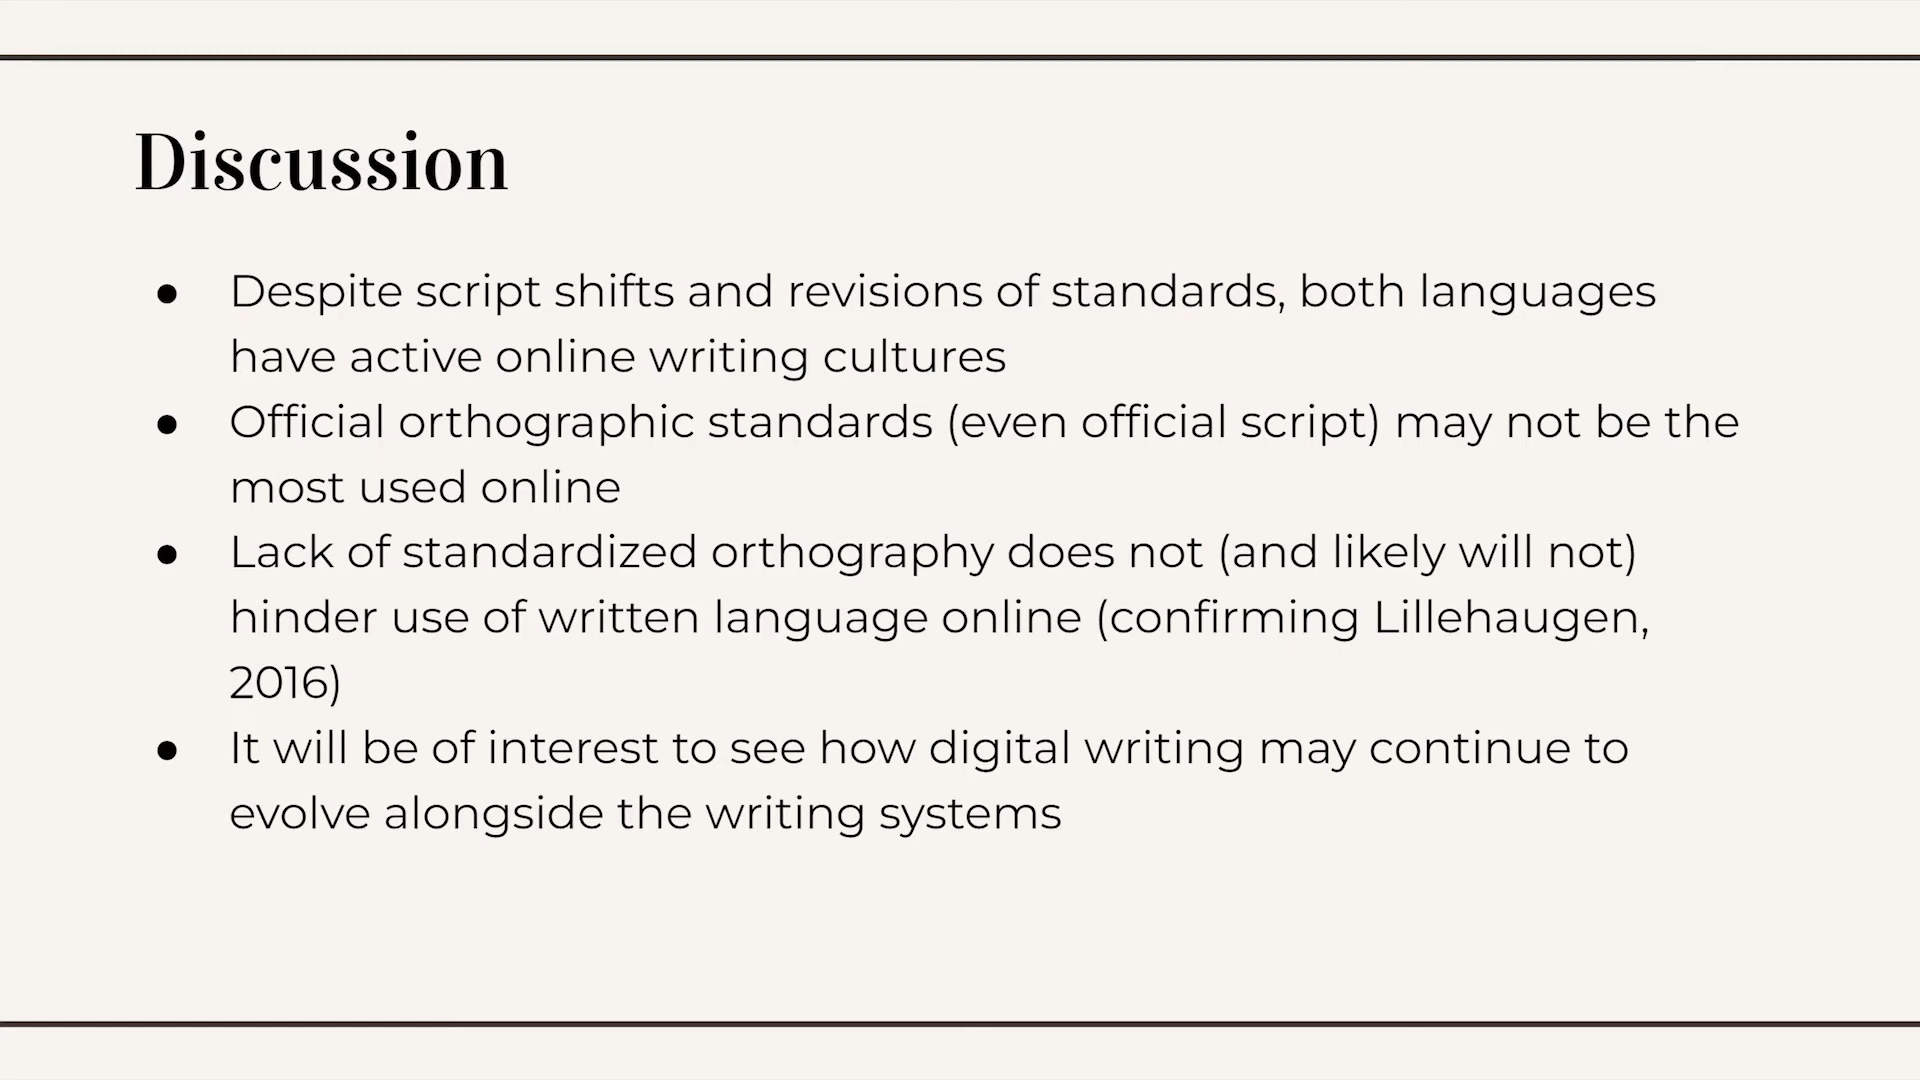 Discussion
● Despite script shifts and revisions of standards, both languages
have active online writing cultures
● Official orthographic standards (even official script) may not be the
most used online
● Lack of standardized orthography does not (and likely will not)
hinder use of written language online (confirming Lillehaugen,
2016)
● It will be of interest to see how digital writing may continue to
evolve alongside the writing systems